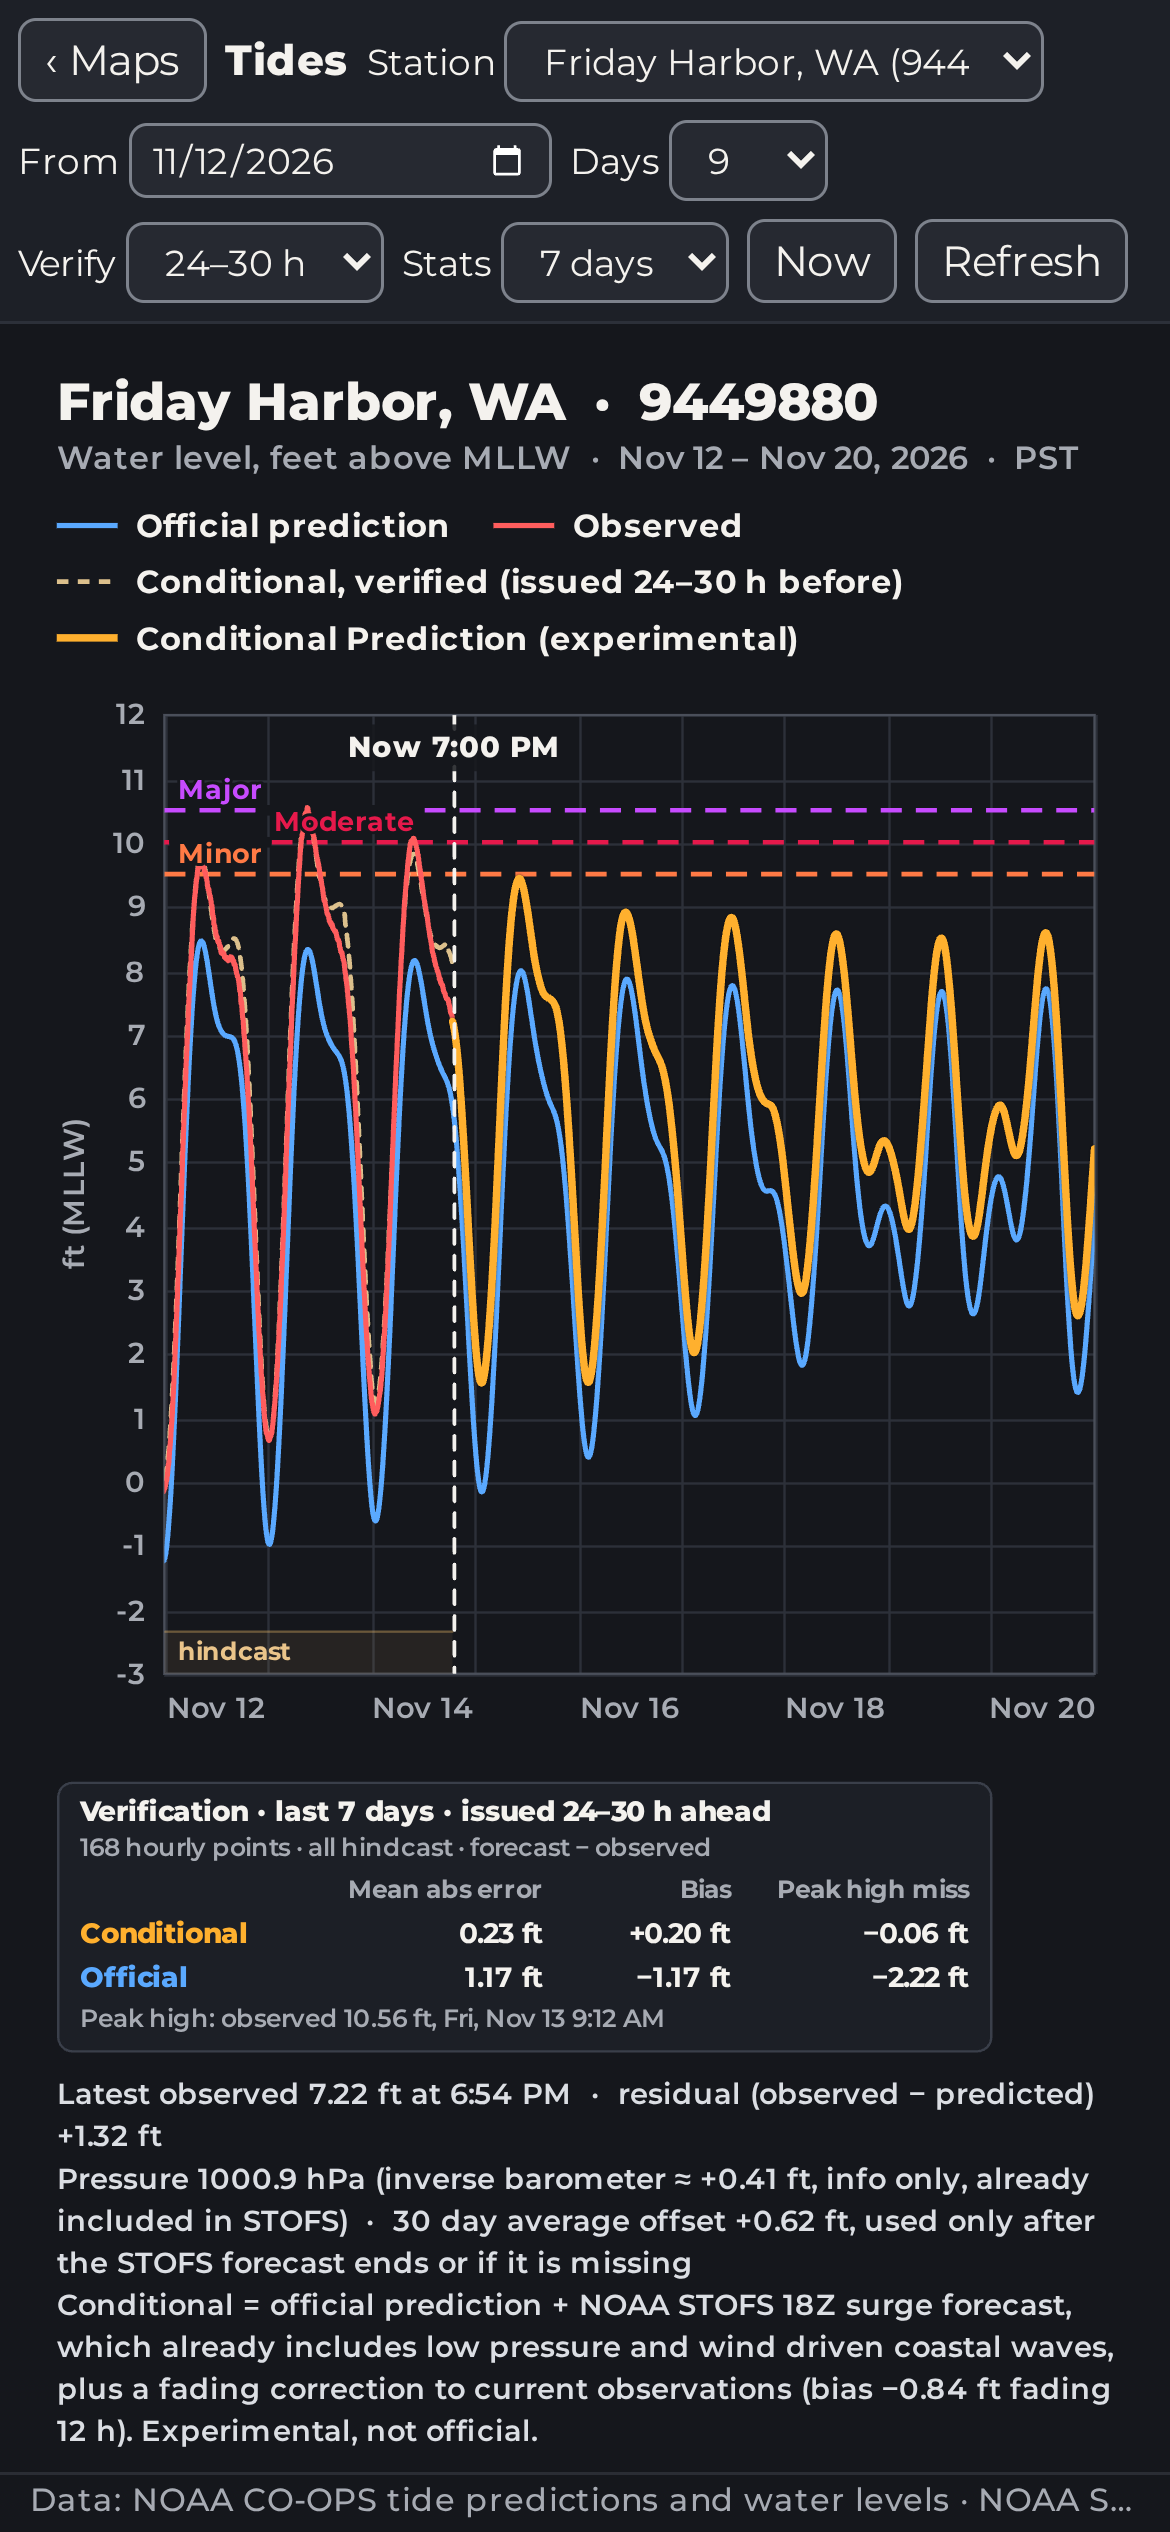 ‹ Maps Tides Station Friday Harbor, WA (944
From 11/12/2026 Days 9
Verify 24–30 h Stats 7 days Now Refresh
Friday Harbor, WA · 9449880
Water level, feet above MLLW · Nov 12 – Nov 20, 2026 · PST
Official prediction Observed
Conditional, verified (issued 24–30 h before)
Conditional Prediction (experimental)
12
Now 7:00 PM
11
Major
Moderate
10
Minor
9
8
7
6
5
4
3
2
1
0
-1
-2
-3
ft (MLLW)
hindcast
Nov 12 Nov 14 Nov 16 Nov 18 Nov 20
Verification · last 7 days · issued 24–30 h ahead
168 hourly points · all hindcast · forecast − observed
Mean abs error Bias Peak high miss
Conditional 0.23 ft +0.20 ft −0.06 ft
Official 1.17 ft −1.17 ft −2.22 ft
Peak high: observed 10.56 ft, Fri, Nov 13 9:12 AM
Latest observed 7.22 ft at 6:54 PM · residual (observed − predicted)
+1.32 ft
Pressure 1000.9 hPa (inverse barometer ≈ +0.41 ft, info only, already
included in STOFS) · 30 day average offset +0.62 ft, used only after
the STOFS forecast ends or if it is missing
Conditional = official prediction + NOAA STOFS 18Z surge forecast,
which already includes low pressure and wind driven coastal waves,
plus a fading correction to current observations (bias −0.84 ft fading
12 h). Experimental, not official.
Data: NOAA CO-OPS tide predictions and water levels · NOAA S...